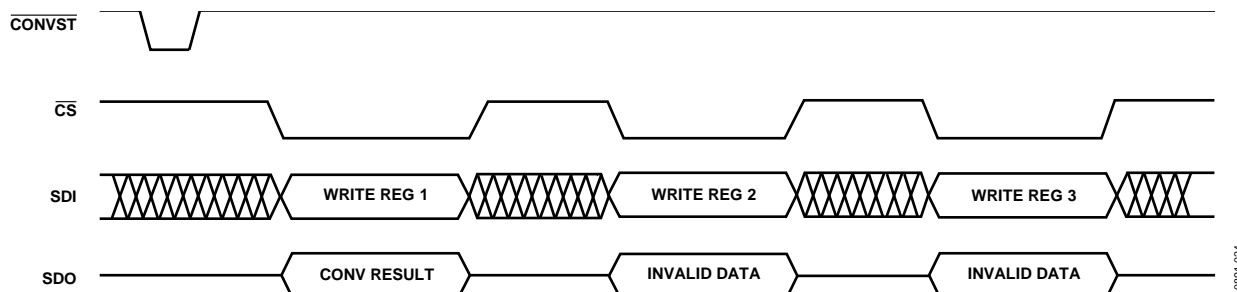 CONVST
CS
SDI WRITE REG 1 WRITE REG 2 WRITE REG 3
SDO CONV RESULT INVALID DATA INVALID DATA